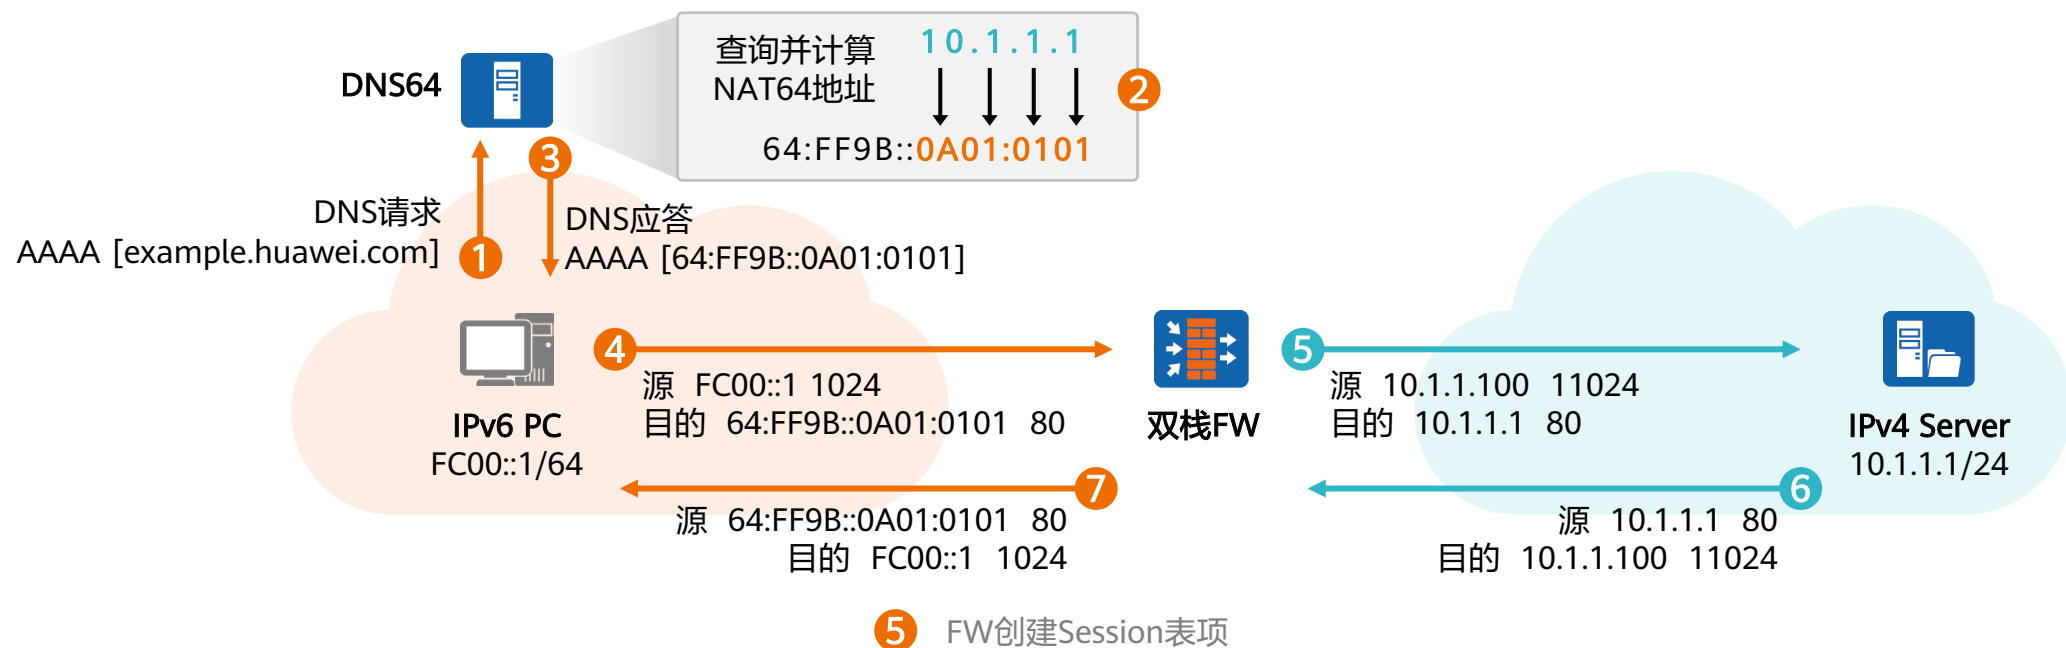 查询并计算
NAT64地址
10.1.1.1
2
64:FF9B::0A01:0101
DNS64
3
DNS请求
AAAA [example.huawei.com]
1
DNS应答
AAAA [64:FF9B::0A01:0101]
4
源 FC00::1 1024
目的 64:FF9B::0A01:0101 80
5
源 10.1.1.100 11024
目的 10.1.1.1 80
IPv6 PC
FC00::1/64
双栈FW
IPv4 Server
10.1.1.1/24
7
源 64:FF9B::0A01:0101 80
目的 FC00::1 1024
6
源 10.1.1.1 80
目的 10.1.1.100 11024
5 FW创建Session表项